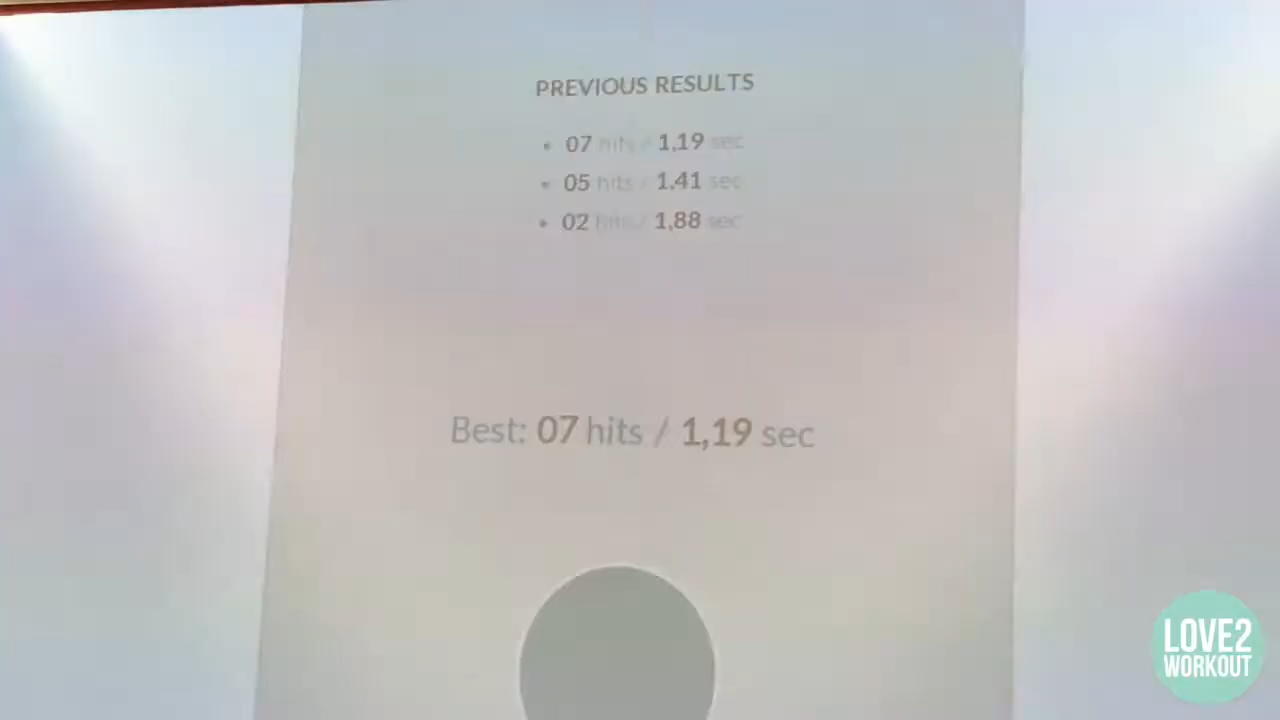 PREVIOUS RESULTS
• 07 hits / 1,19 sec
• 05 hits / 1,41 sec
• 02 hits / 1,88 sec
Best: 07 hits / 1,19 sec
LOVE2
WORKOUT